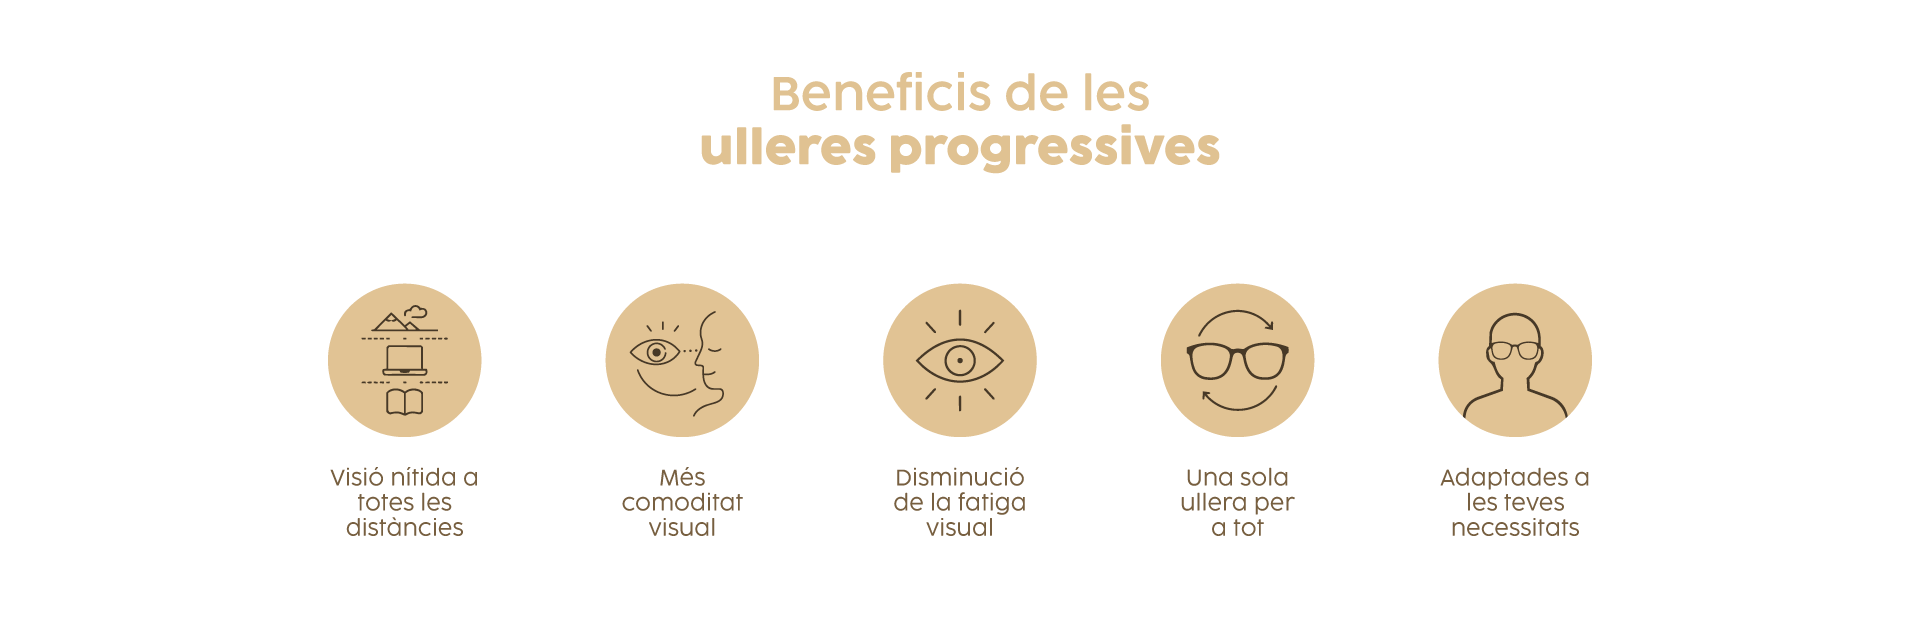 Beneficis de les
ulleres progressives
Visió nítida a
totes les
distàncies
Més
comoditat
visual
Disminució
de la fatiga
visual
Una sola
ullera per
a tot
Adaptades a
les teves
necessitats